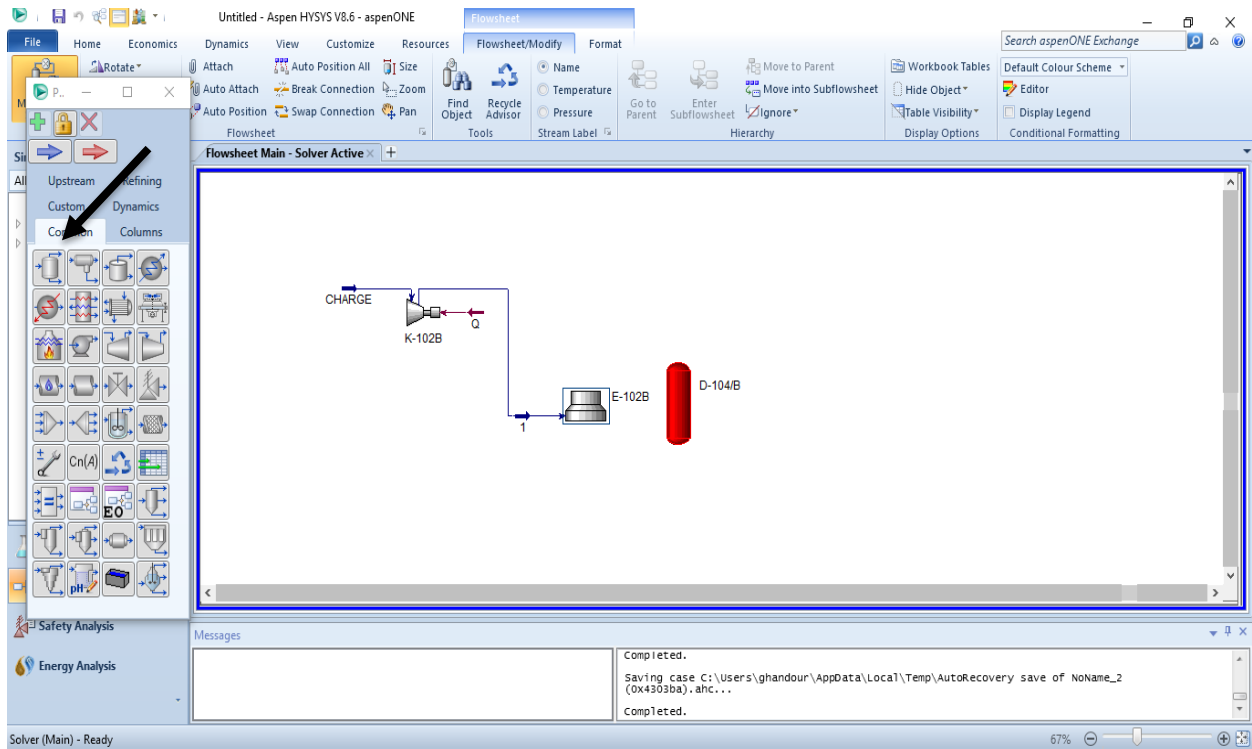 Untitled - Aspen HYSYS V8.6 - aspenONE
Flowsheet
File Home Economics Dynamics View Customize Resources Flowsheet/Modify Format
Search aspenONE Exchange
M
Rotate
Attach
Auto Attach
Auto Position
Auto Position All
Break Connection
Swap Connection
Size
Zoom
Pan
Flowsheet
Find Object
Recycle Advisor
Tools
Name
Temperature
Pressure
Stream Label
Go to Parent
Enter Subflowsheet
Move to Parent
Move into Subflowsheet
Ignore
Hierarchy
Workbook Tables
Hide Object
Table Visibility
Display Options
Default Colour Scheme
Editor
Display Legend
Conditional Formatting
P..
Si
All
Upstream Refining
Custom Dynamics
Columns
Cn(A)
EO
pH
Flowsheet Main - Solver Active
CHARGE
K-102B
Q
1
E-102B
D-104/B
Safety Analysis
Energy Analysis
Messages
Completed.
Saving case C:\Users\ghandour\AppData\Local\Temp\AutoRecovery save of NoName_2
(0x4303ba).ahc...
Completed.
Solver (Main) - Ready
67%